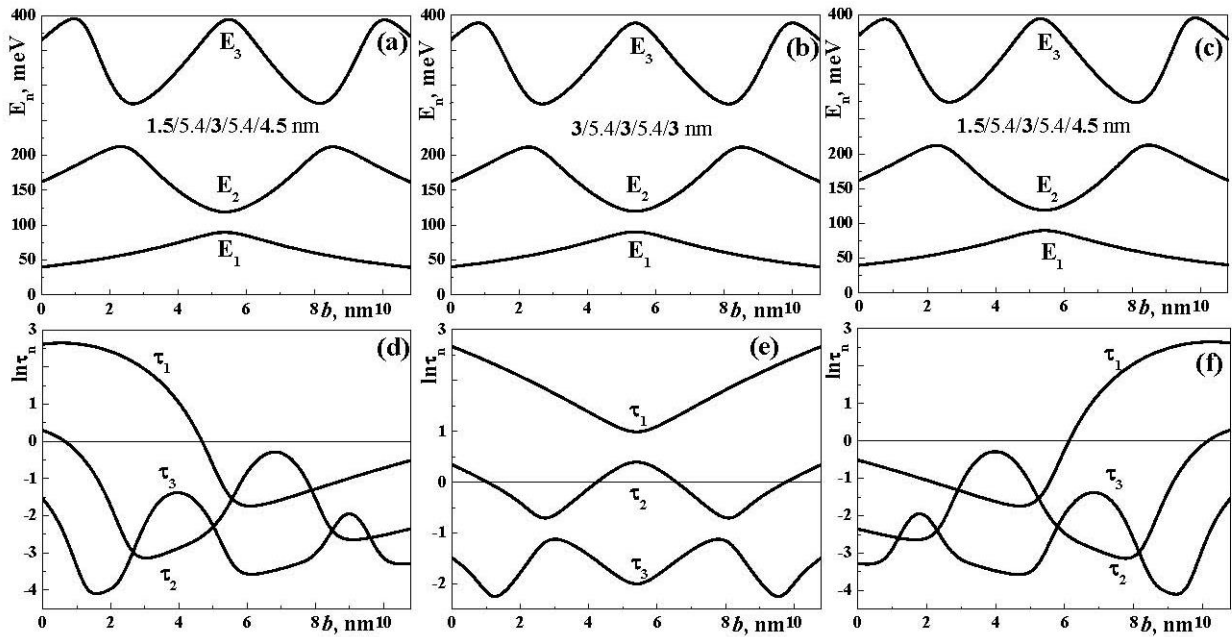 400
300
200
150
100
50
0
E_n, meV
(a)
E_3
1.5/5.4/3/5.4/4.5 nm
E_2
E_1
0 2 4 6 8 b, nm 10
400
300
200
150
100
50
0
E_n, meV
(b)
E_3
3/5.4/3/5.4/3 nm
E_2
E_1
0 2 4 6 8 b, nm 10
400
300
200
150
100
50
0
E_n, meV
(c)
E_3
1.5/5.4/3/5.4/4.5 nm
E_2
E_1
0 2 4 6 8 b, nm 10
3
2
1
0
-1
-2
-3
-4
lnτ_n
(d)
τ_1
τ_3
τ_2
0 2 4 6 8 b, nm 10
3
2
1
0
-1
-2
lnτ_n
(e)
τ_1
τ_2
τ_3
0 2 4 6 8 b, nm 10
3
2
1
0
-1
-2
-3
-4
lnτ_n
(f)
τ_1
τ_3
τ_2
0 2 4 6 8 b, nm 10